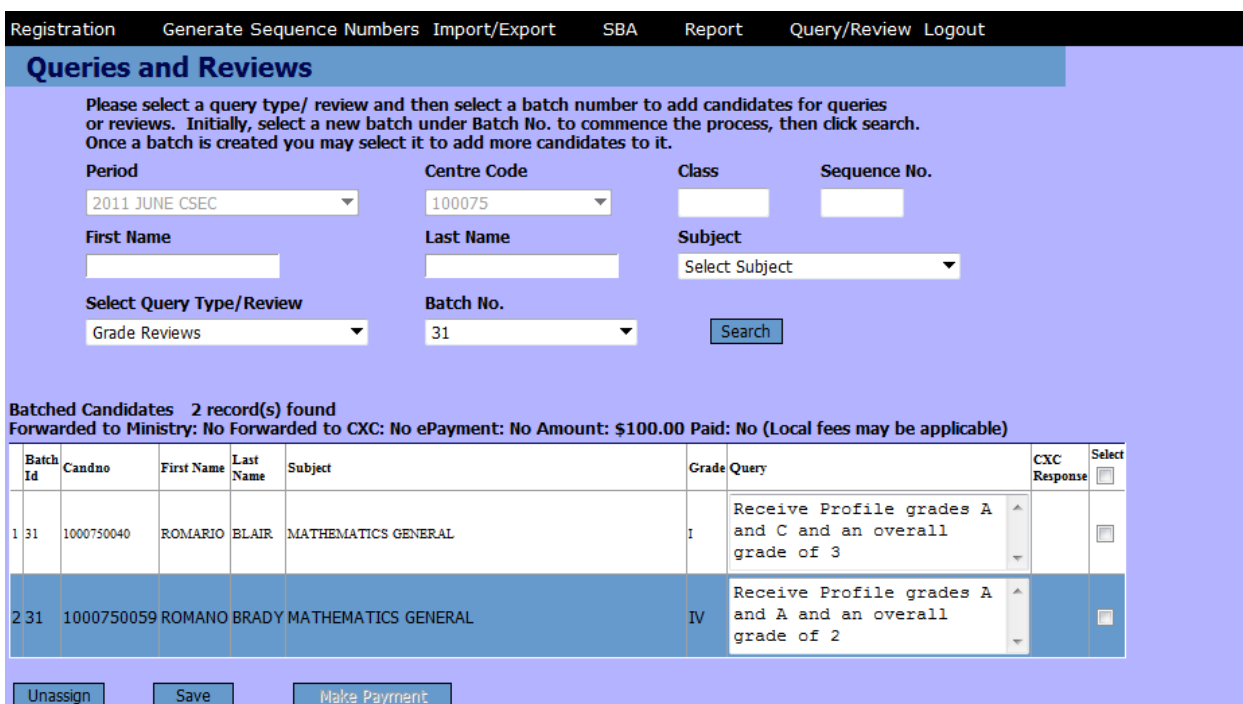 Registration Generate Sequence Numbers Import/Export SBA Report Query/Review Logout
Queries and Reviews
Please select a query type/ review and then select a batch number to add candidates for queries
or reviews. Initially, select a new batch under Batch No. to commence the process, then click search.
Once a batch is created you may select it to add more candidates to it.
Period Centre Code Class Sequence No.
2011 JUNE CSEC 100075
First Name Last Name Subject
Select Subject
Select Query Type/Review Batch No.
Grade Reviews 31 Search
Batched Candidates 2 record(s) found
Forwarded to Ministry: No Forwarded to CXC: No ePayment: No Amount: $100.00 Paid: No (Local fees may be applicable)
Batch Id Candno First Name Last Name Subject Grade Query CXC Response Select
1 31 1000750040 ROMARIO BLAIR MATHEMATICS GENERAL I Receive Profile grades A
and C and an overall
grade of 3
2 31 1000750059 ROMANO BRADY MATHEMATICS GENERAL IV Receive Profile grades A
and A and an overall
grade of 2
Unassign Save Make Payment